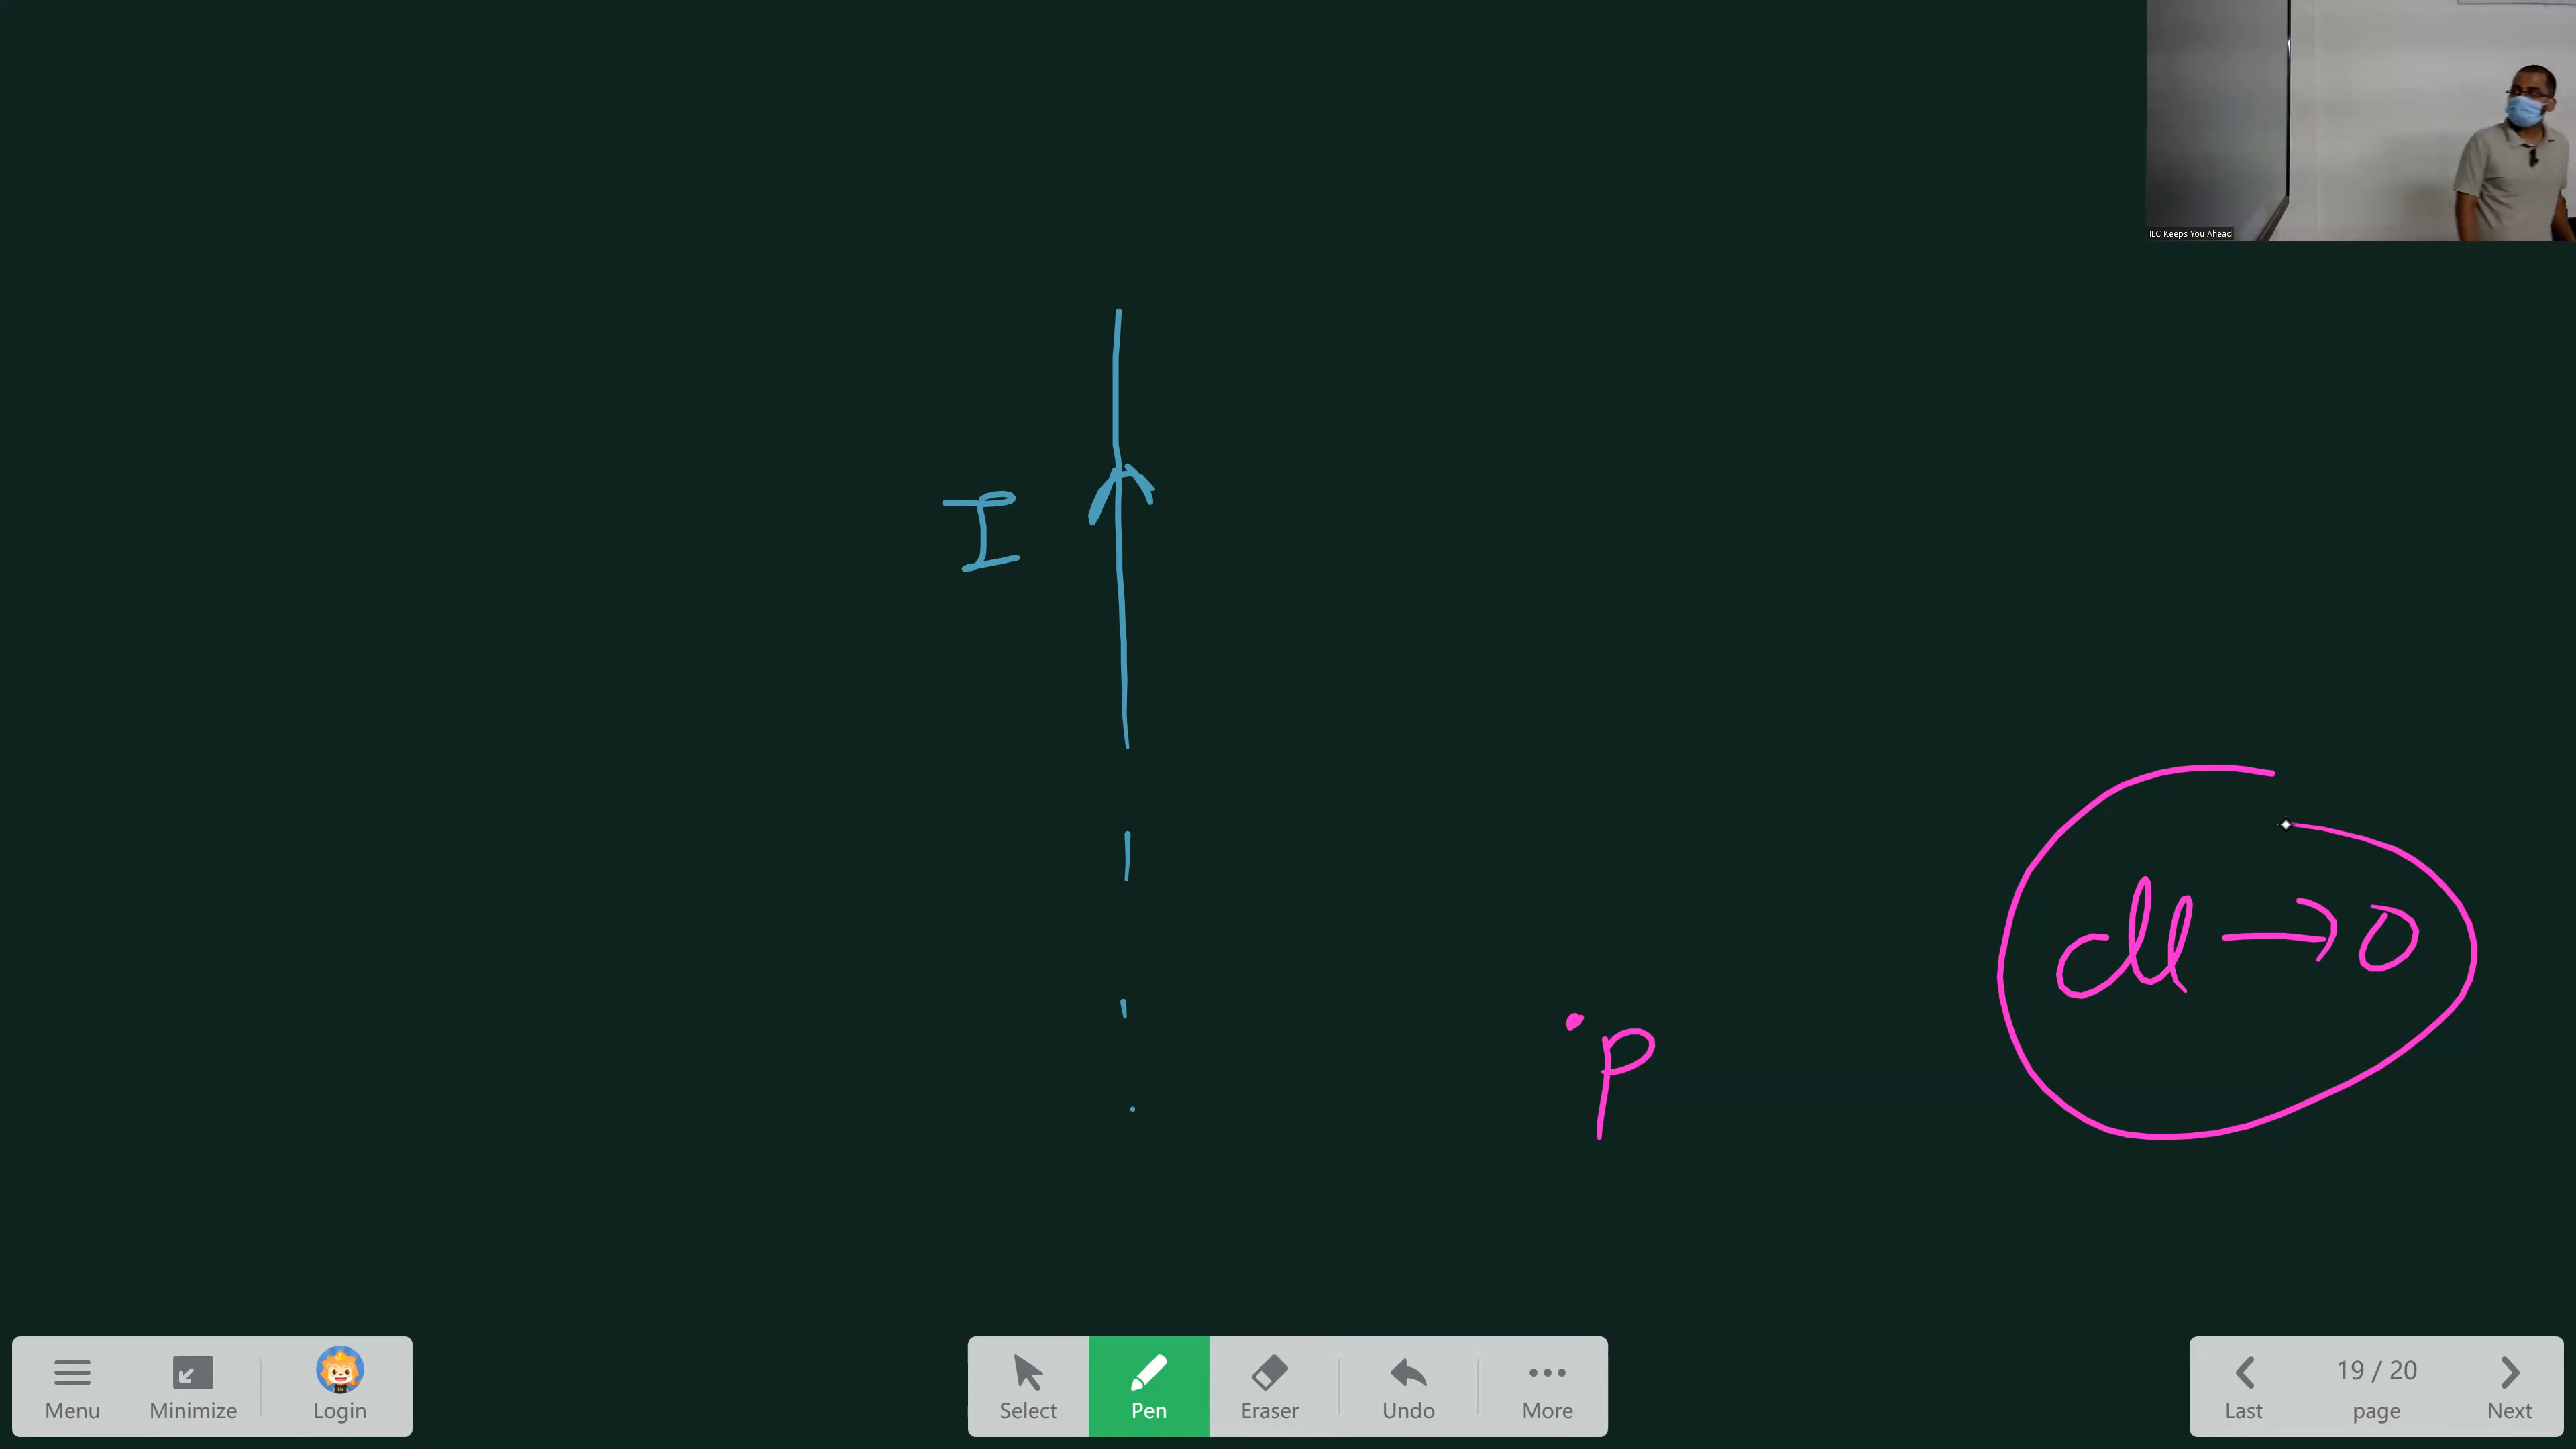 ILC Keeps You Ahead
I
dl → 0
P
Menu
Minimize
Login
Select
Pen
Eraser
Undo
More
Last
19 / 20
page
Next